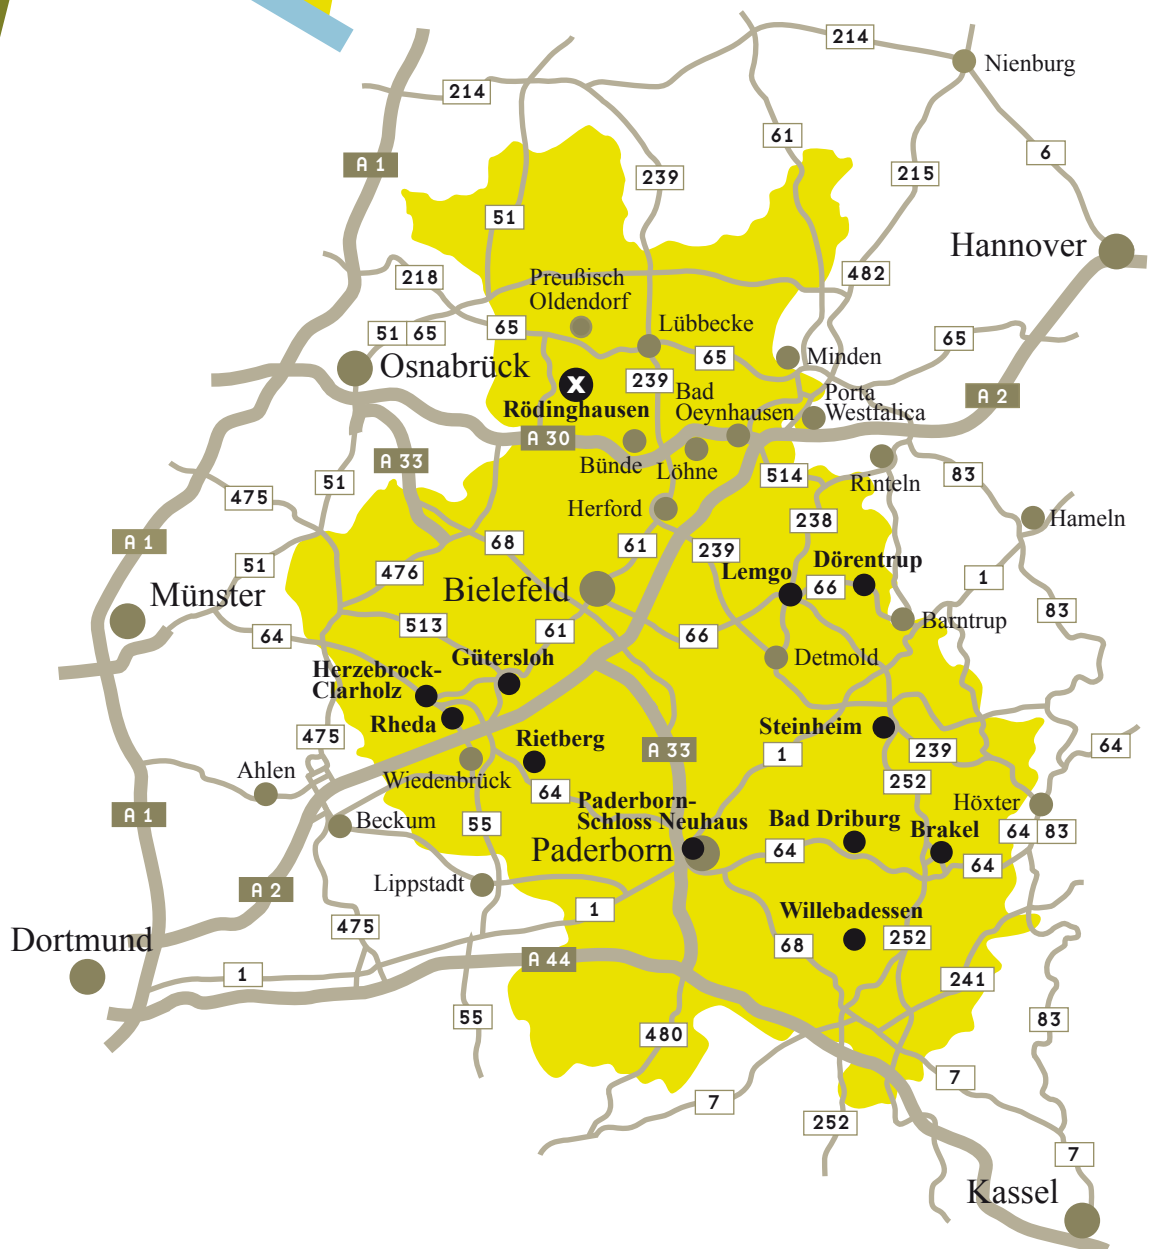 214
Nienburg
214
61
6
A 1
239
215
51
Hannover
482
218
Preußisch
Oldendorf
51
65
65
Lübbecke
65
65
Minden
Osnabrück
X
239
Bad
Oeynhausen
Porta
Westfalica
A 2
Rödinghausen
A 30
A 33
Bünde
Löhne
514
Rinteln
83
51
475
Herford
238
Hameln
A 1
68
61
239
51
476
Lemgo
Dörentrup
66
1
Bielefeld
Münster
83
64
513
61
66
Barntrup
Gütersloh
Detmold
Herzebrock-
Clarholz
Rheda
Steinheim
475
Rietberg
A 33
1
239
64
Ahlen
Wiedenbrück
252
64
Paderborn-
Schloss Neuhaus
Höxter
A 1
Beckum
55
Bad Driburg
Brakel
64
83
Paderborn
64
64
Lippstadt
A 2
1
Willebadessen
475
68
252
Dortmund
A 44
1
241
55
480
83
7
7
252
7
Kassel